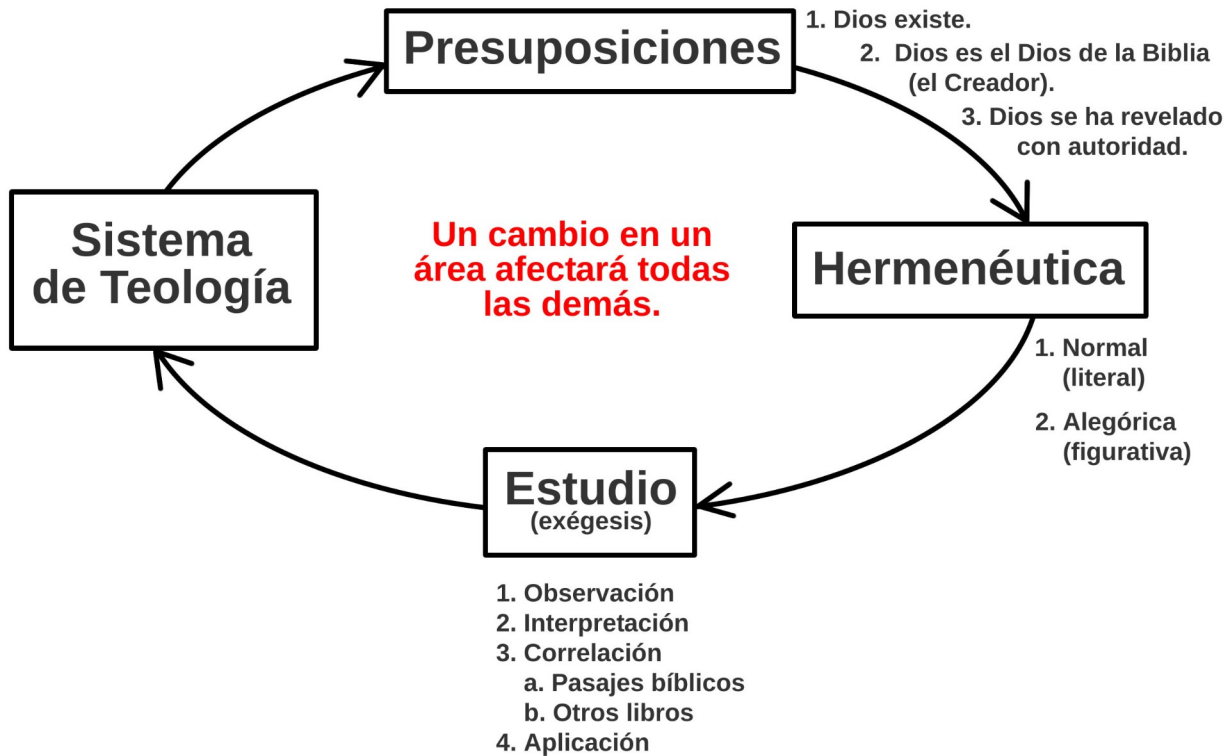 Presuposiciones
1. Dios existe.
2. Dios es el Dios de la Biblia
(el Creador).
3. Dios se ha revelado
con autoridad.
Hermenéutica
1. Normal
(literal)
2. Alegórica
(figurativa)
Estudio
(exégesis)
1. Observación
2. Interpretación
3. Correlación
a. Pasajes bíblicos
b. Otros libros
4. Aplicación
Sistema
de Teología
Un cambio en un
área afectará todas
las demás.